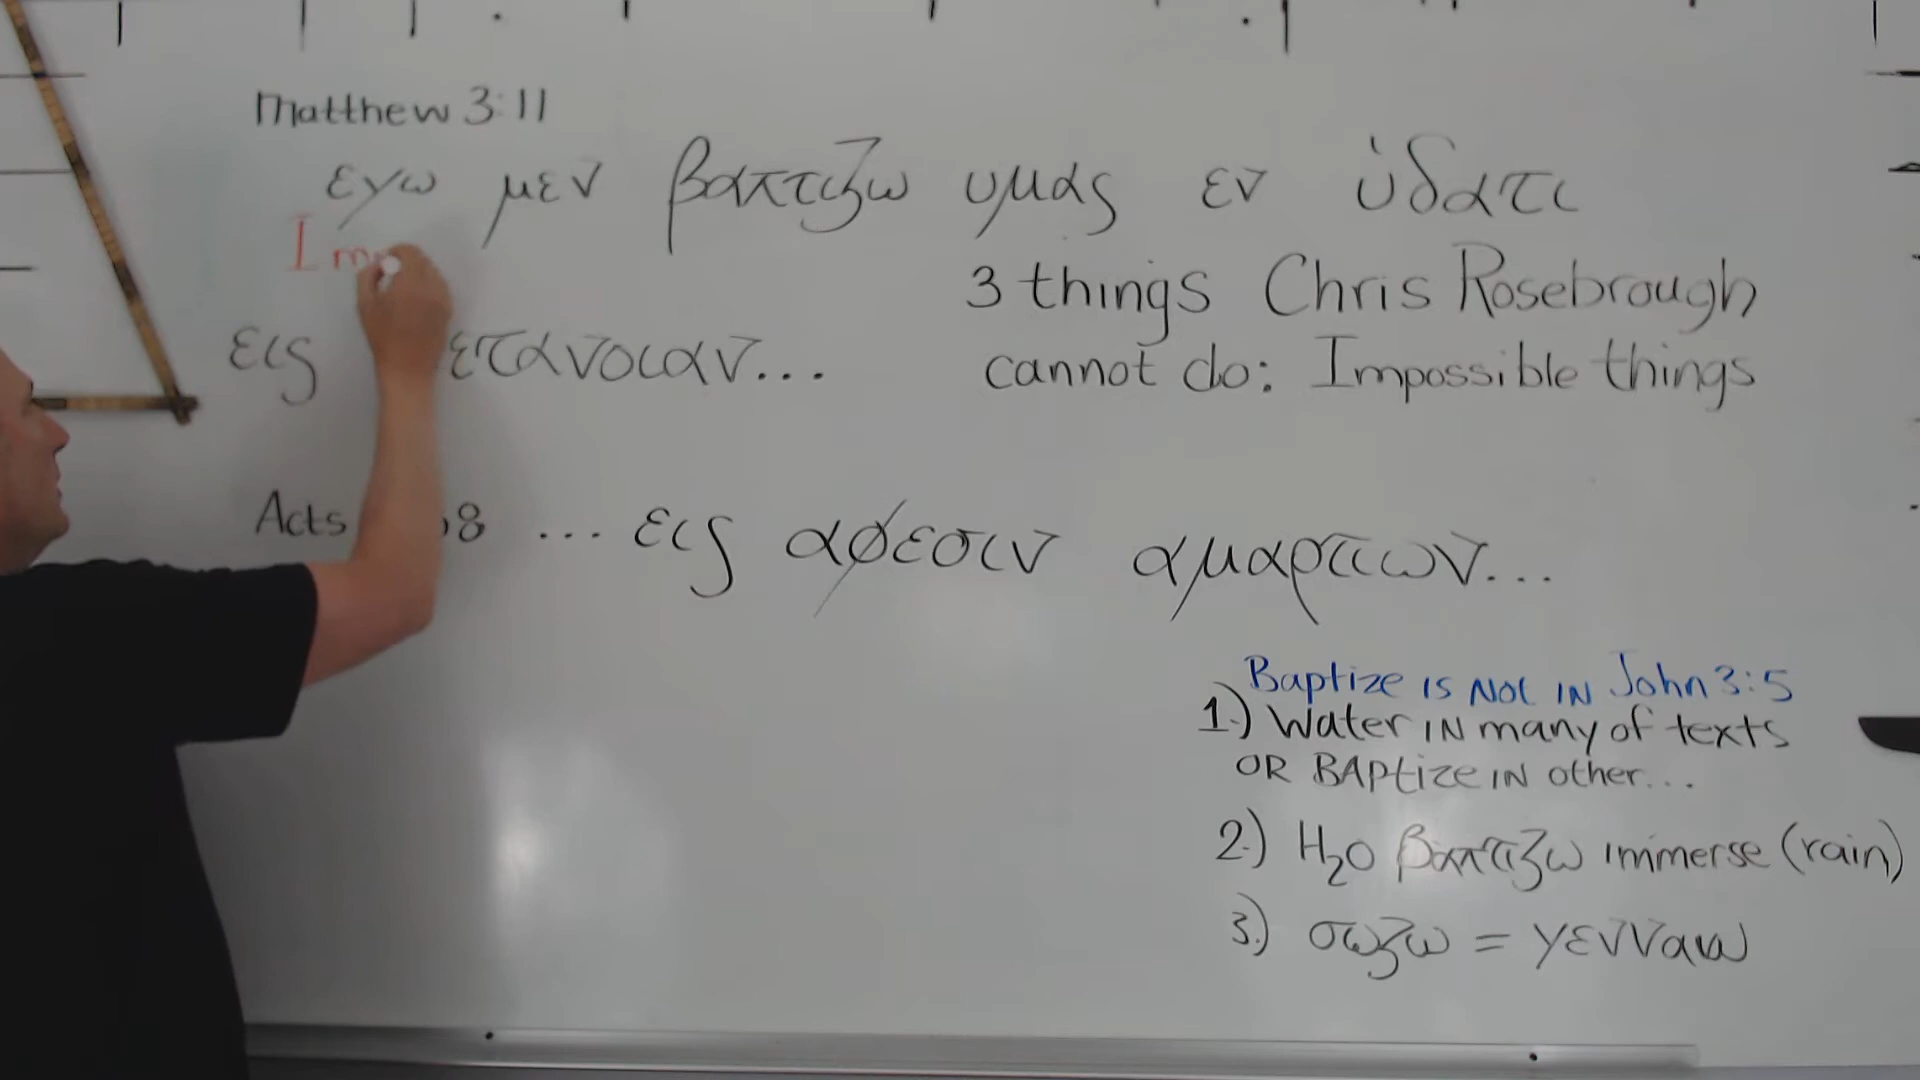 Matthew 3:11
εγω μεν βαπτιζω υμας εν ὑδατι
Im
3 things Chris Rosebrough
cannot do: Impossible things
εις ετανοιαν...
Acts 8 ... εις αφεσιν αμαρτιων...
Baptize is Not in John 3:5
1.) Water in many of texts
OR BAptize in other...
2.) H₂O βαπτιζω immerse (rain)
3.) σωζω = γενναω